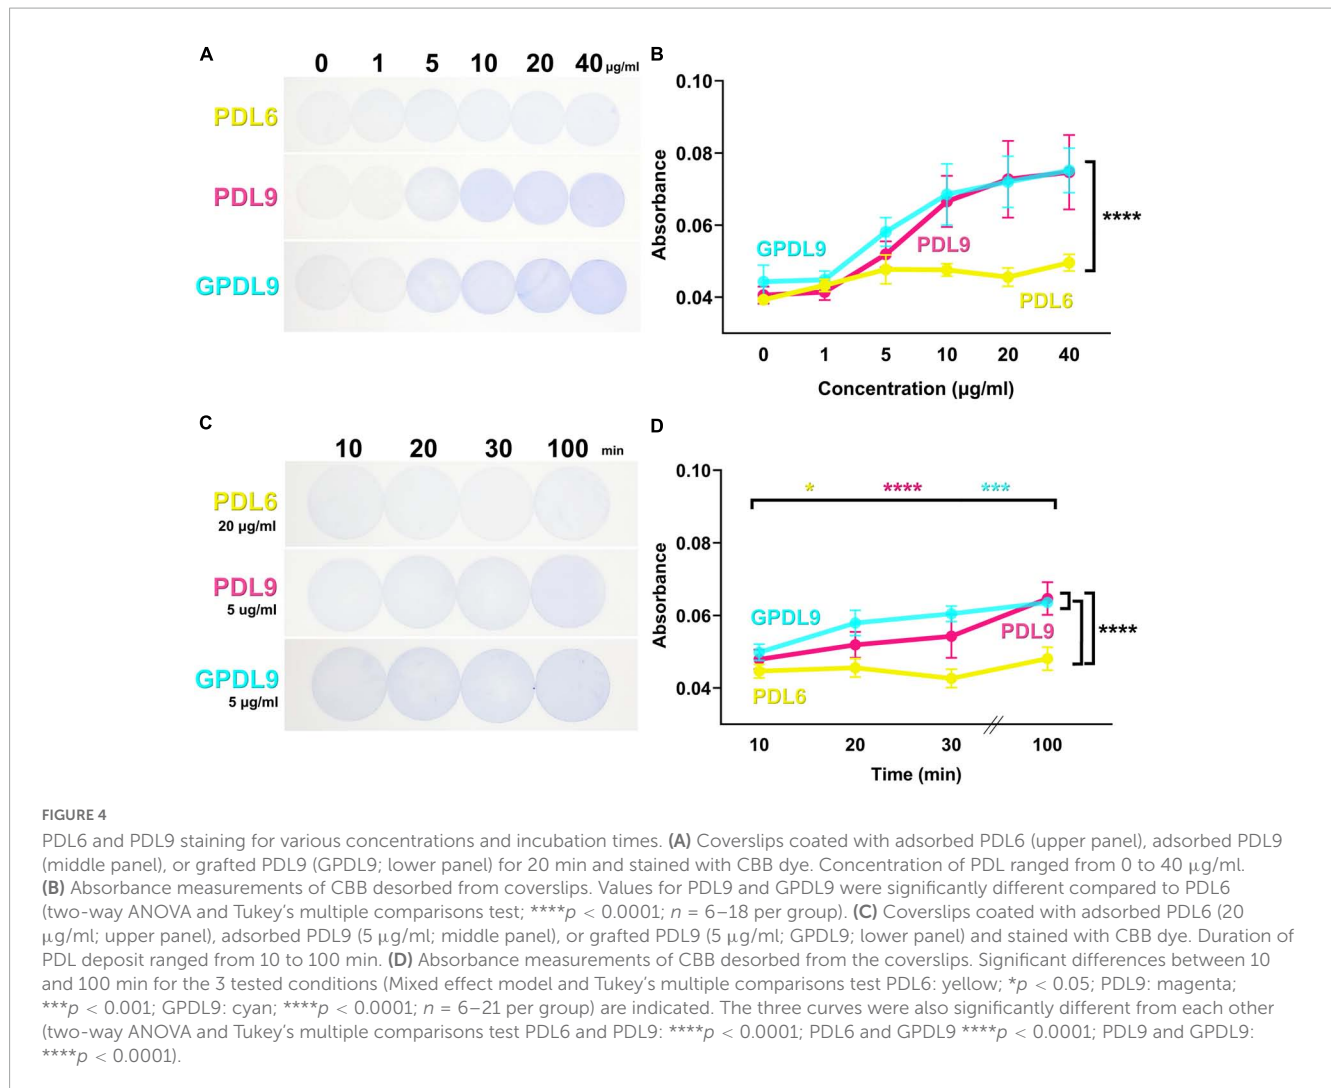 A
0 1 5 10 20 40 µg/ml
PDL6
PDL9
GPDL9
B
0.10
0.08
0.06
0.04
Absorbance
GPDL9
PDL9
PDL6
****
0 1 5 10 20 40
Concentration (µg/ml)
C
10 20 30 100 min
PDL6
20 µg/ml
PDL9
5 ug/ml
GPDL9
5 µg/ml
D
0.10
0.08
0.06
0.04
Absorbance
* **** ***
GPDL9
PDL9
PDL6
****
10 20 30 100
Time (min)
FIGURE 4
PDL6 and PDL9 staining for various concentrations and incubation times. (A) Coverslips coated with adsorbed PDL6 (upper panel), adsorbed PDL9
(middle panel), or grafted PDL9 (GPDL9; lower panel) for 20 min and stained with CBB dye. Concentration of PDL ranged from 0 to 40 µg/ml.
(B) Absorbance measurements of CBB desorbed from coverslips. Values for PDL9 and GPDL9 were significantly different compared to PDL6
(two-way ANOVA and Tukey's multiple comparisons test; ****p < 0.0001; n = 6–18 per group). (C) Coverslips coated with adsorbed PDL6 (20
µg/ml; upper panel), adsorbed PDL9 (5 µg/ml; middle panel), or grafted PDL9 (5 µg/ml; GPDL9; lower panel) and stained with CBB dye. Duration of
PDL deposit ranged from 10 to 100 min. (D) Absorbance measurements of CBB desorbed from the coverslips. Significant differences between 10
and 100 min for the 3 tested conditions (Mixed effect model and Tukey's multiple comparisons test PDL6: yellow; *p < 0.05; PDL9: magenta;
***p < 0.001; GPDL9: cyan; ****p < 0.0001; n = 6–21 per group) are indicated. The three curves were also significantly different from each other
(two-way ANOVA and Tukey's multiple comparisons test PDL6 and PDL9: ****p < 0.0001; PDL6 and GPDL9 ****p < 0.0001; PDL9 and GPDL9:
****p < 0.0001).